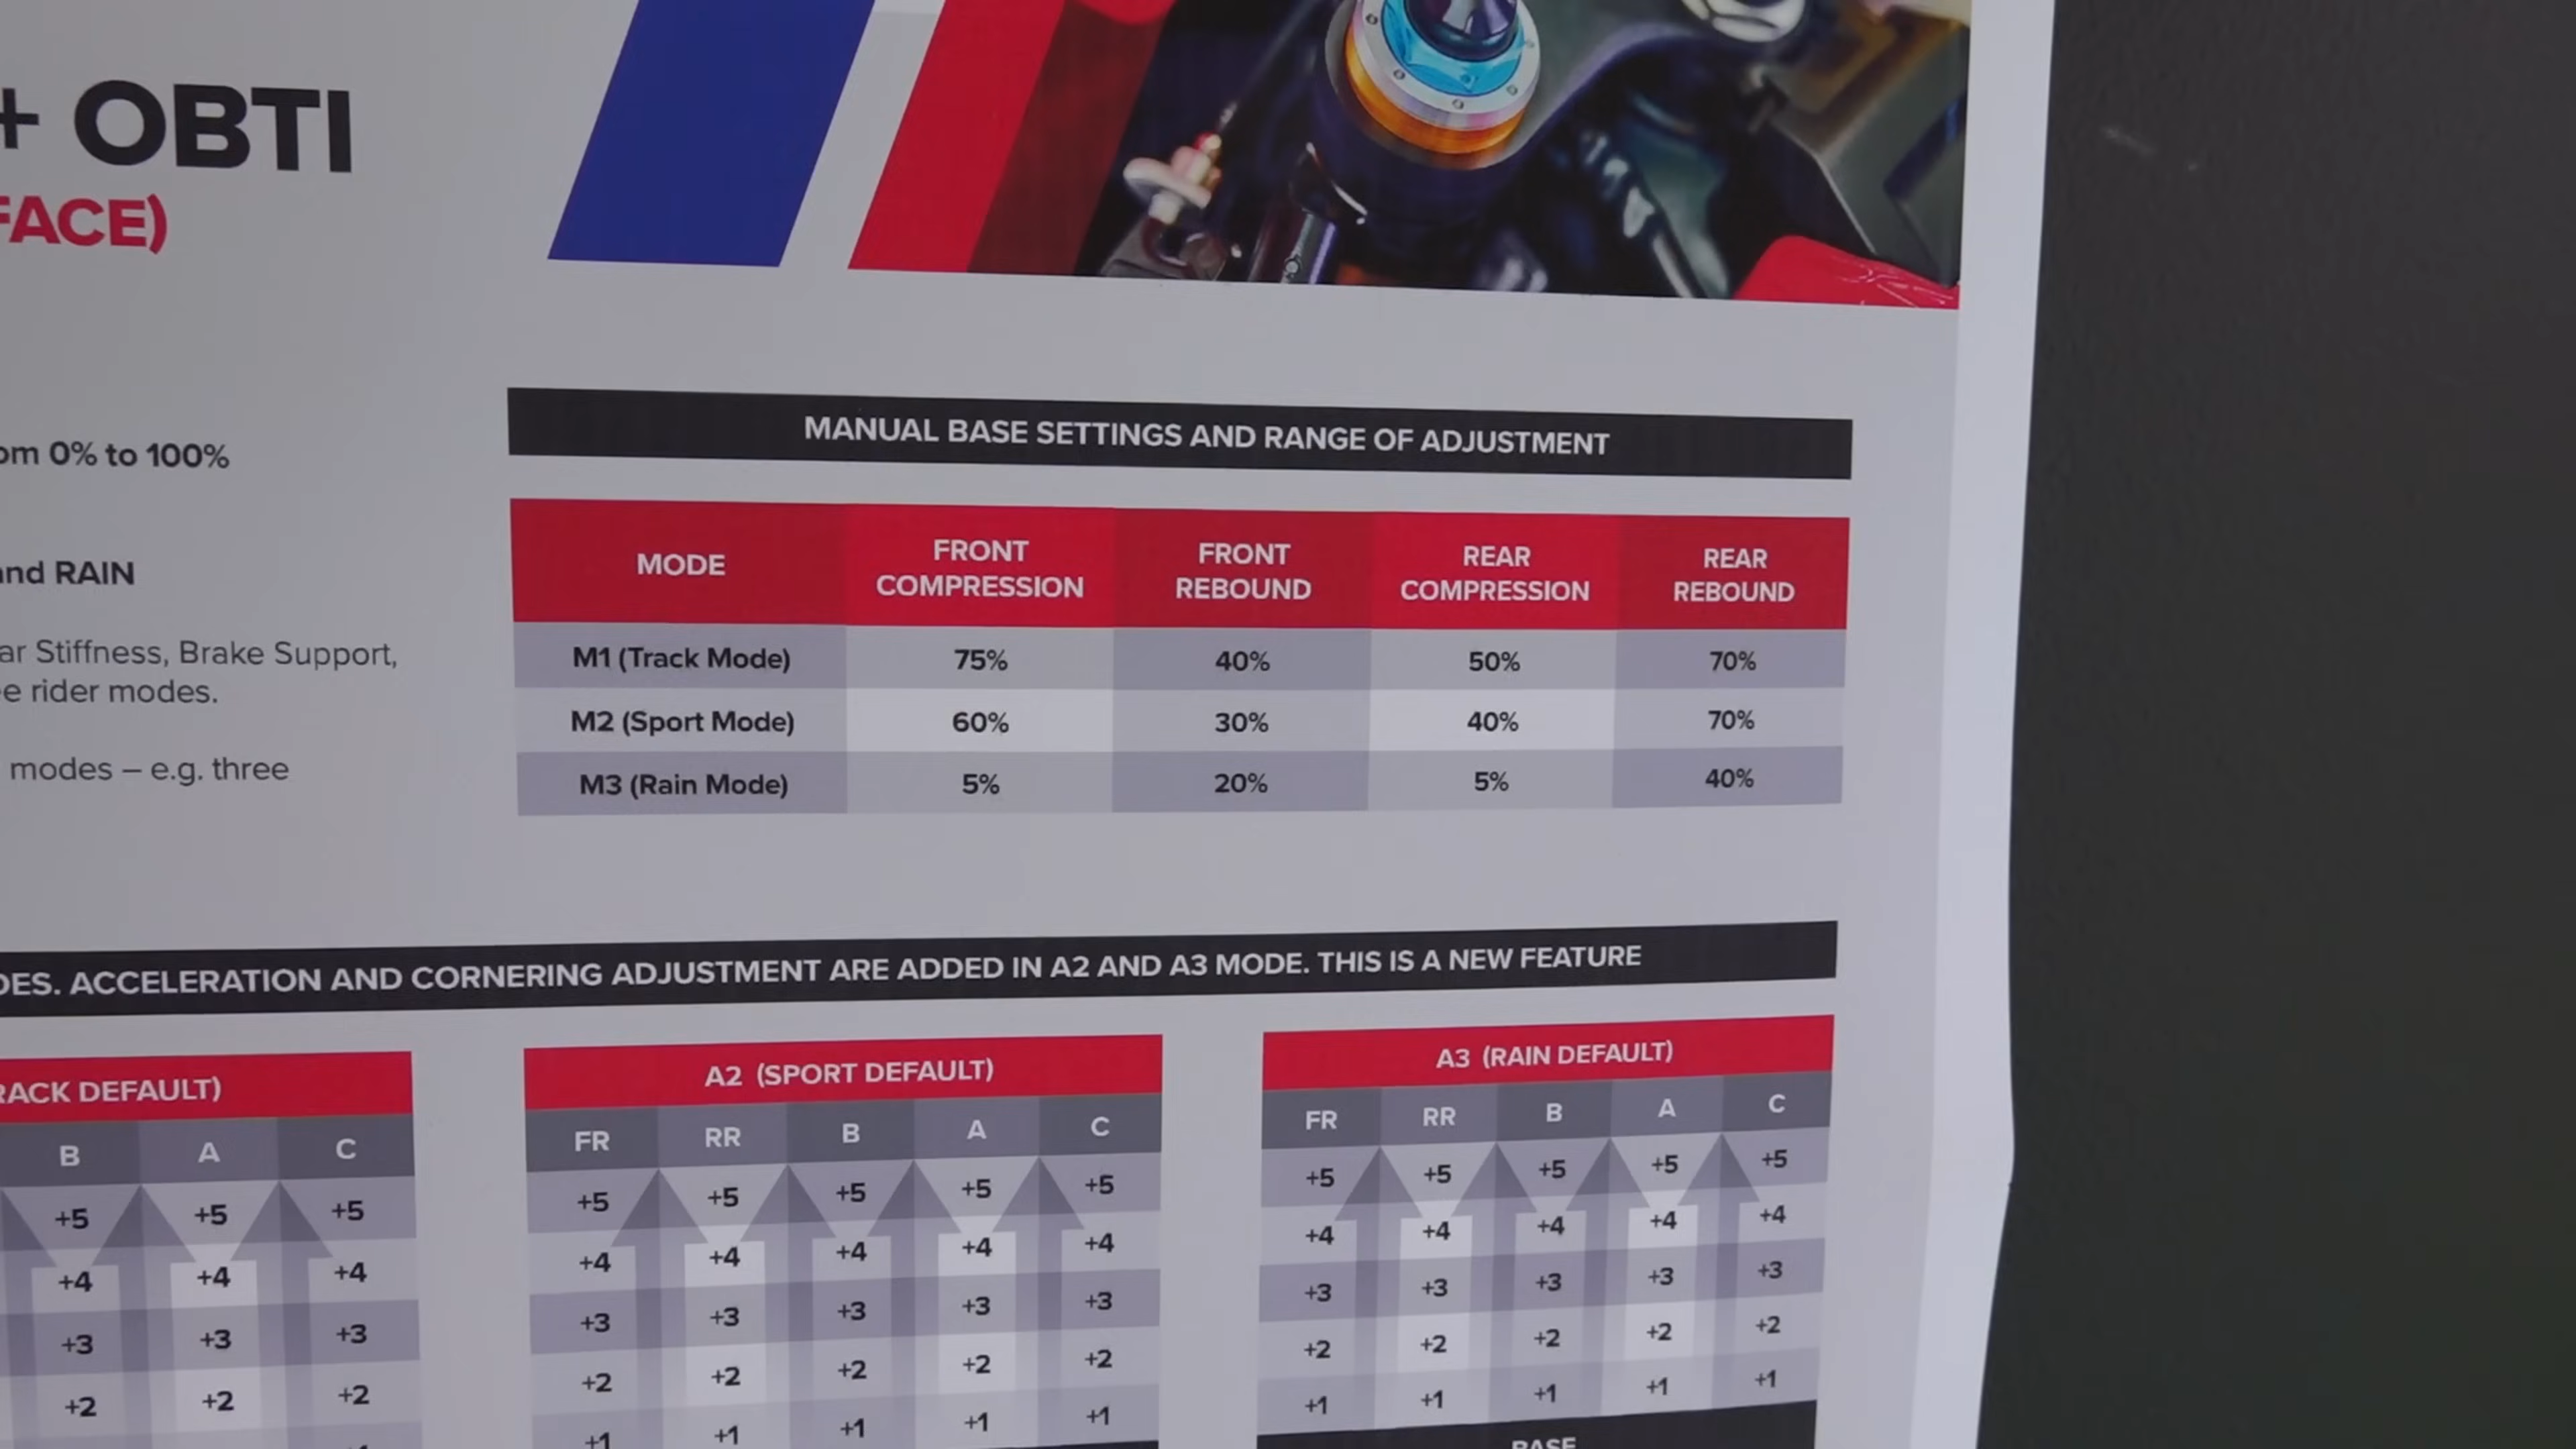 + OBTI
FACE)
om 0% to 100%
and RAIN
ar Stiffness, Brake Support,
e rider modes.
modes – e.g. three
MANUAL BASE SETTINGS AND RANGE OF ADJUSTMENT
MODE FRONT COMPRESSION FRONT REBOUND REAR COMPRESSION REAR REBOUND
M1 (Track Mode) 75% 40% 50% 70%
M2 (Sport Mode) 60% 30% 40% 70%
M3 (Rain Mode) 5% 20% 5% 40%
DES. ACCELERATION AND CORNERING ADJUSTMENT ARE ADDED IN A2 AND A3 MODE. THIS IS A NEW FEATURE
RACK DEFAULT)
B A C
+5 +5 +5
+4 +4 +4
+3 +3 +3
+2 +2 +2
A2 (SPORT DEFAULT)
FR RR B A C
+5 +5 +5 +5 +5
+4 +4 +4 +4 +4
+3 +3 +3 +3 +3
+2 +2 +2 +2 +2
+1 +1 +1 +1 +1
A3 (RAIN DEFAULT)
FR RR B A C
+5 +5 +5 +5 +5
+4 +4 +4 +4 +4
+3 +3 +3 +3 +3
+2 +2 +2 +2 +2
+1 +1 +1 +1 +1
BASE